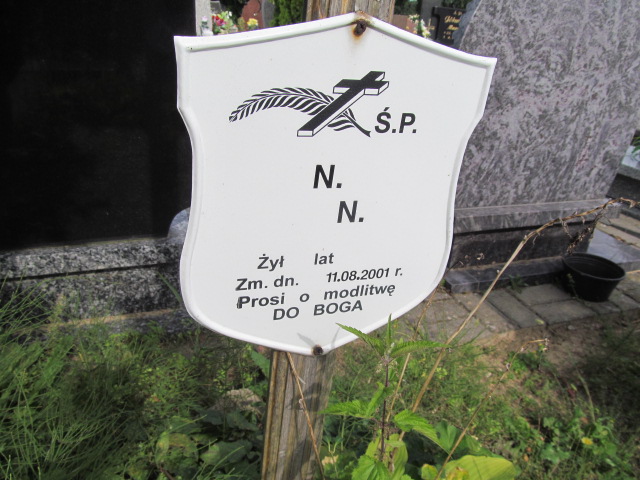 Ś.P.
N.
N.
Żył lat
Zm. dn. 11.08.2001 r.
Prosi o modlitwę
DO BOGA